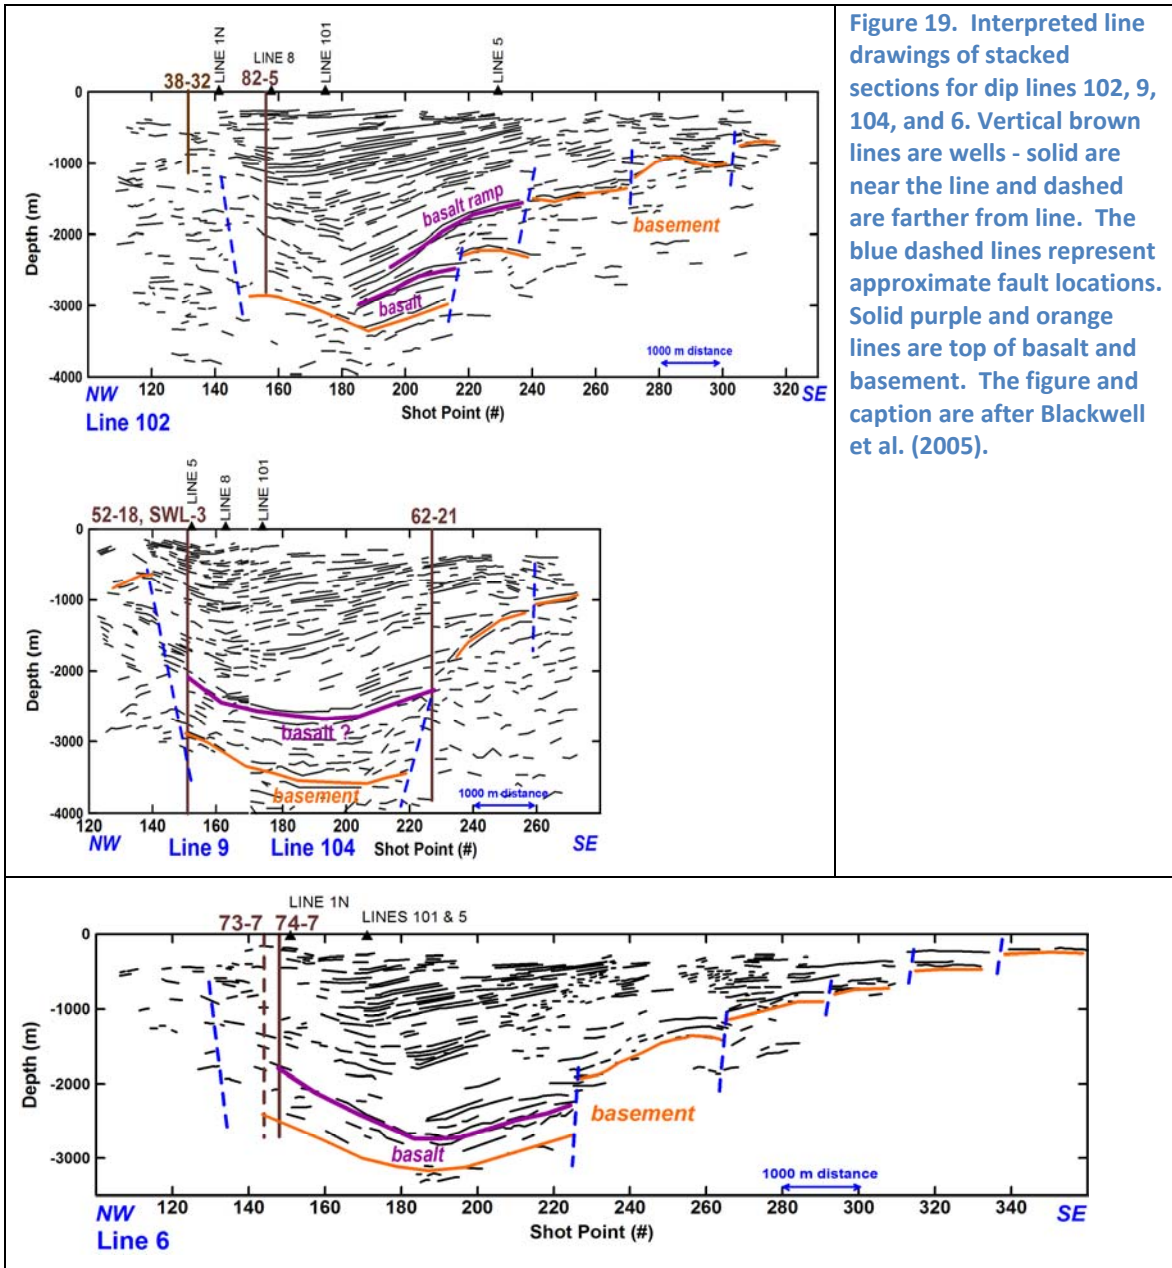 LINE 1N
LINE 8
LINE 101
LINE 5
38-32
82-5
0
-1000
-2000
-3000
-4000
Depth (m)
basalt ramp
basalt
basement
1000 m distance
120 140 160 180 200 220 240 260 280 300 320
NW
Shot Point (#)
SE
Line 102
Figure 19. Interpreted line
drawings of stacked
sections for dip lines 102, 9,
104, and 6. Vertical brown
lines are wells - solid are
near the line and dashed
are farther from line. The
blue dashed lines represent
approximate fault locations.
Solid purple and orange
lines are top of basalt and
basement. The figure and
caption are after Blackwell
et al. (2005).
LINE 5
LINE 8
LINE 101
52-18, SWL-3
62-21
0
-1000
-2000
-3000
-4000
Depth (m)
basalt ?
basement
1000 m distance
120 140 160 180 200 220 240 260
NW
Line 9
Line 104
Shot Point (#)
SE
LINE 1N
LINES 101 & 5
73-7
74-7
0
-1000
-2000
-3000
Depth (m)
basalt
basement
1000 m distance
120 140 160 180 200 220 240 260 280 300 320 340
NW
Shot Point (#)
SE
Line 6